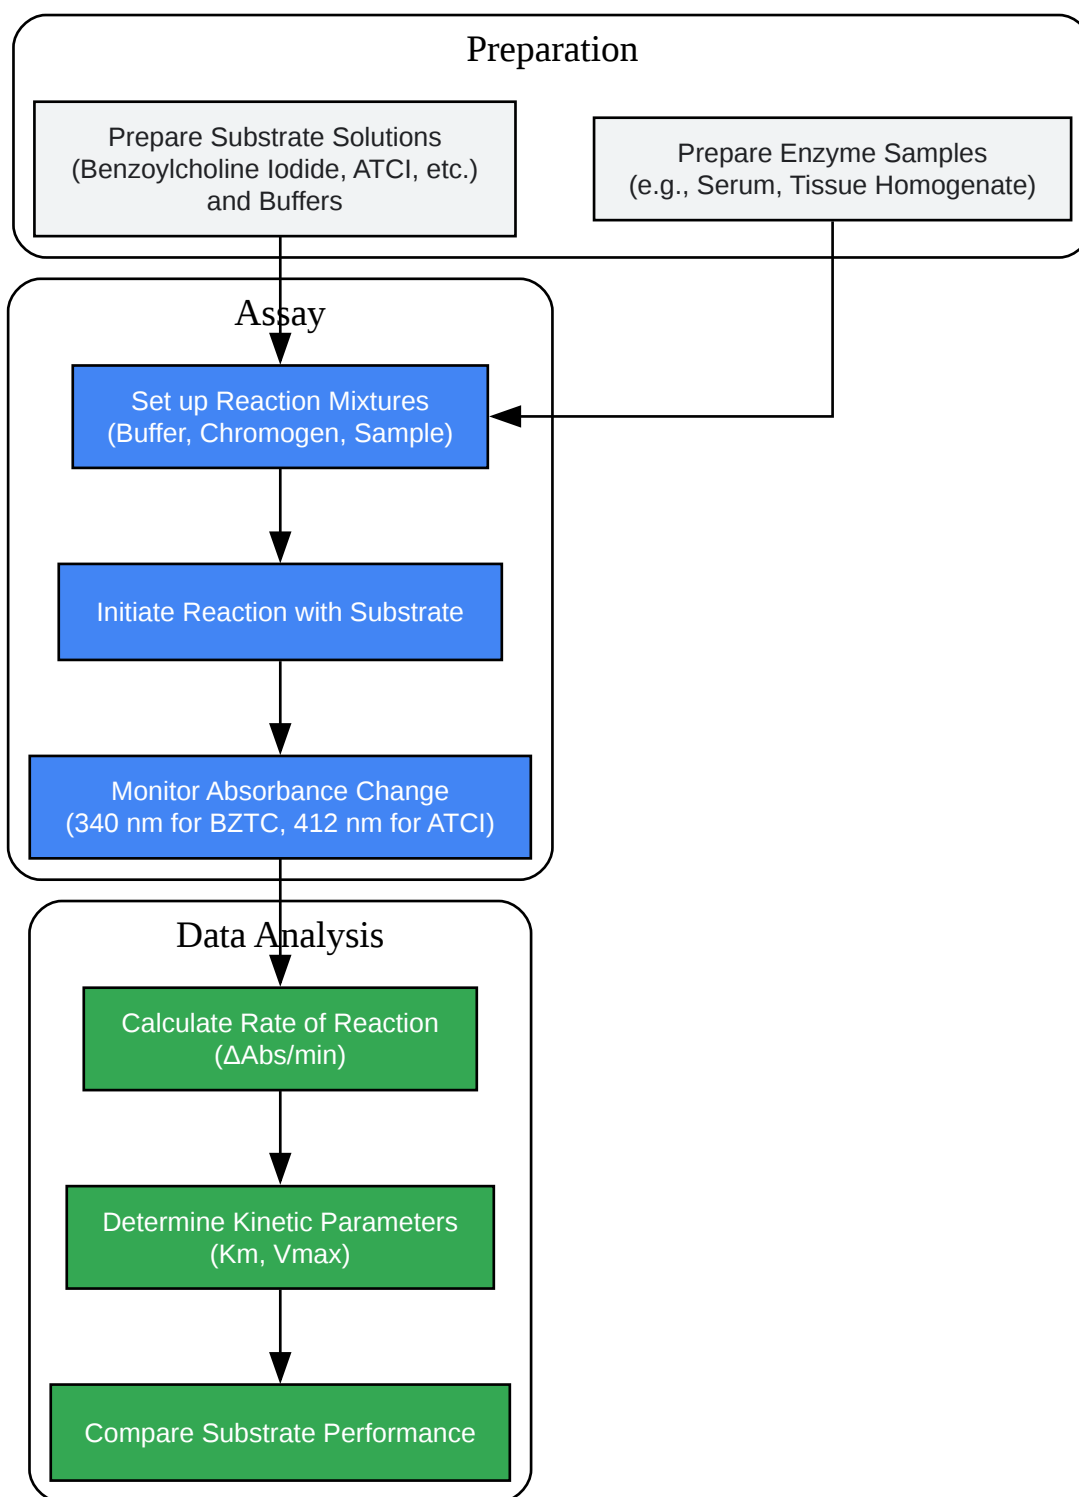 Preparation
Prepare Substrate Solutions
(Benzoylcholine Iodide, ATCI, etc.)
and Buffers
Prepare Enzyme Samples
(e.g., Serum, Tissue Homogenate)
Assay
Set up Reaction Mixtures
(Buffer, Chromogen, Sample)
Initiate Reaction with Substrate
Monitor Absorbance Change
(340 nm for BZTC, 412 nm for ATCI)
Data Analysis
Calculate Rate of Reaction
(ΔAbs/min)
Determine Kinetic Parameters
(Km, Vmax)
Compare Substrate Performance